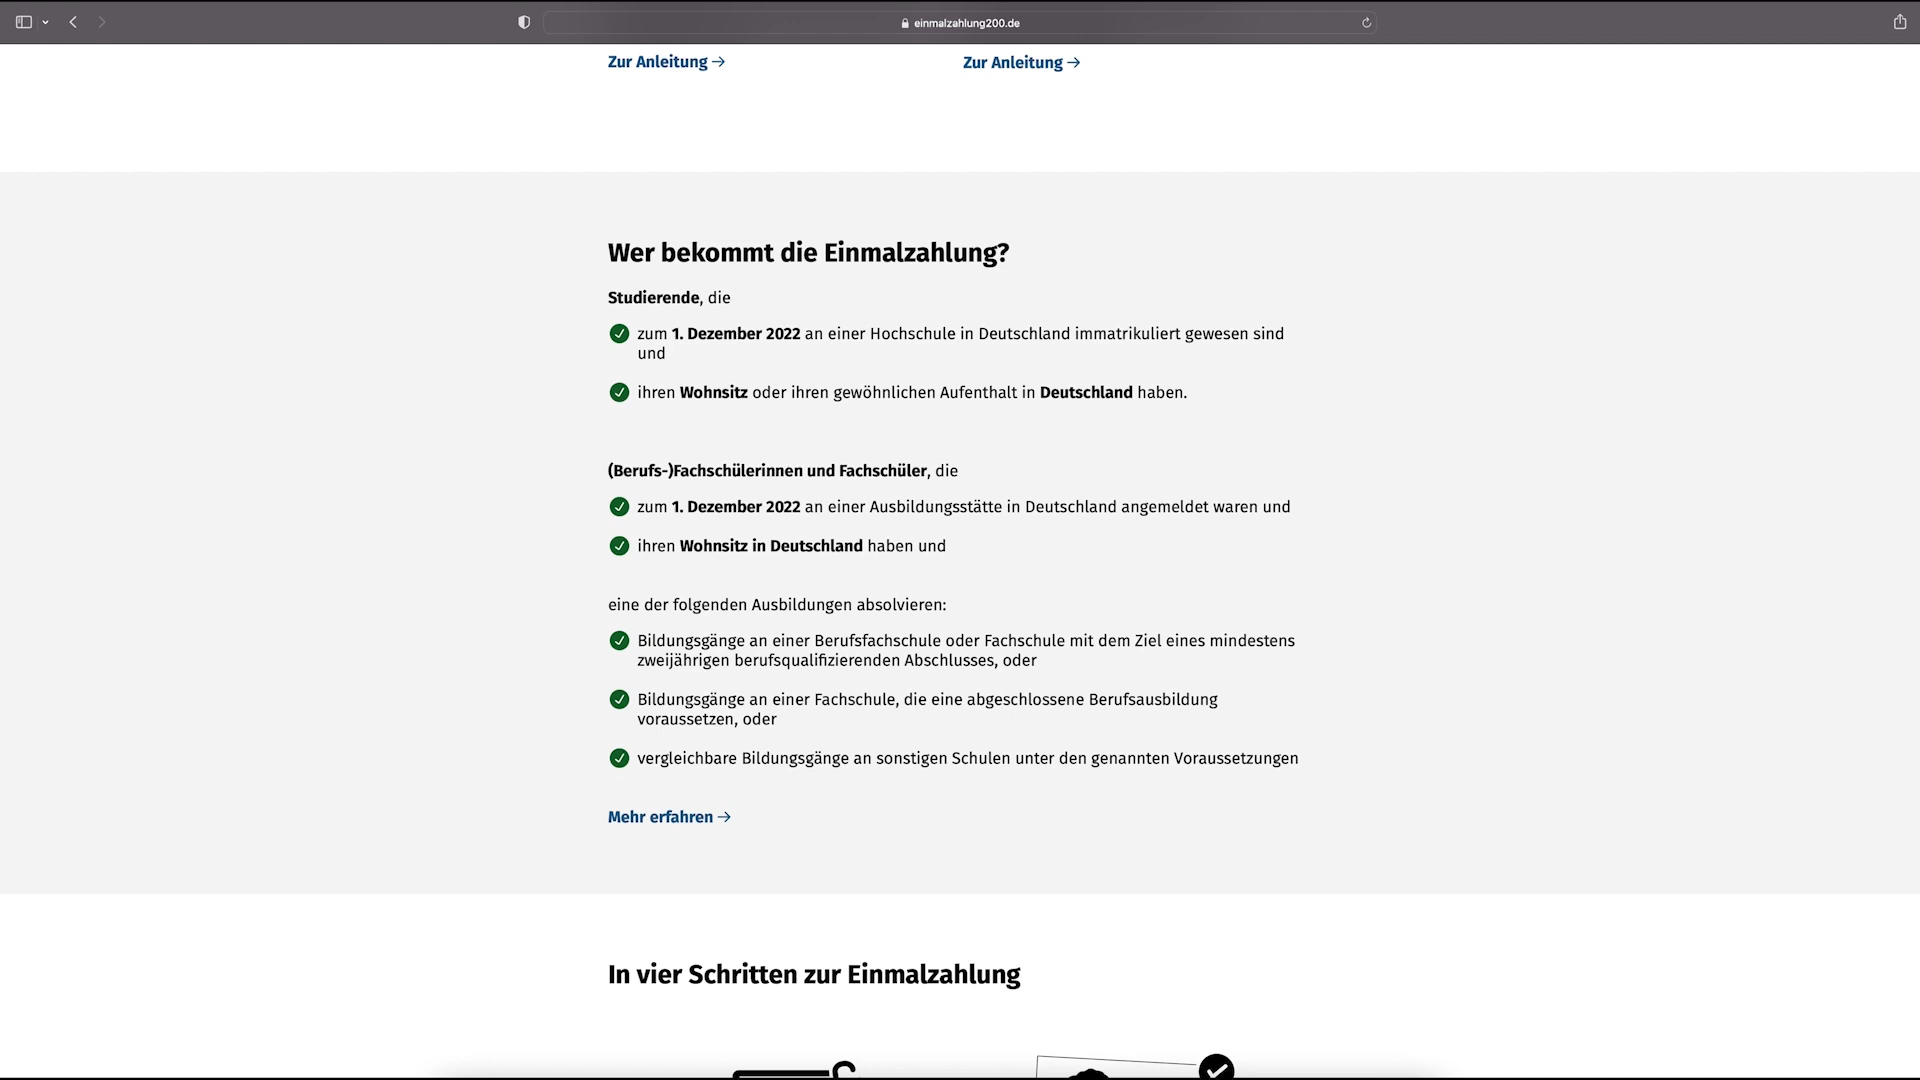 einmalzahlung200.de
Zur Anleitung → Zur Anleitung →
Wer bekommt die Einmalzahlung?
Studierende, die
zum 1. Dezember 2022 an einer Hochschule in Deutschland immatrikuliert gewesen sind
und
ihren Wohnsitz oder ihren gewöhnlichen Aufenthalt in Deutschland haben.
(Berufs-)Fachschülerinnen und Fachschüler, die
zum 1. Dezember 2022 an einer Ausbildungsstätte in Deutschland angemeldet waren und
ihren Wohnsitz in Deutschland haben und
eine der folgenden Ausbildungen absolvieren:
Bildungsgänge an einer Berufsfachschule oder Fachschule mit dem Ziel eines mindestens
zweijährigen berufsqualifizierenden Abschlusses, oder
Bildungsgänge an einer Fachschule, die eine abgeschlossene Berufsausbildung
voraussetzen, oder
vergleichbare Bildungsgänge an sonstigen Schulen unter den genannten Voraussetzungen
Mehr erfahren →
In vier Schritten zur Einmalzahlung